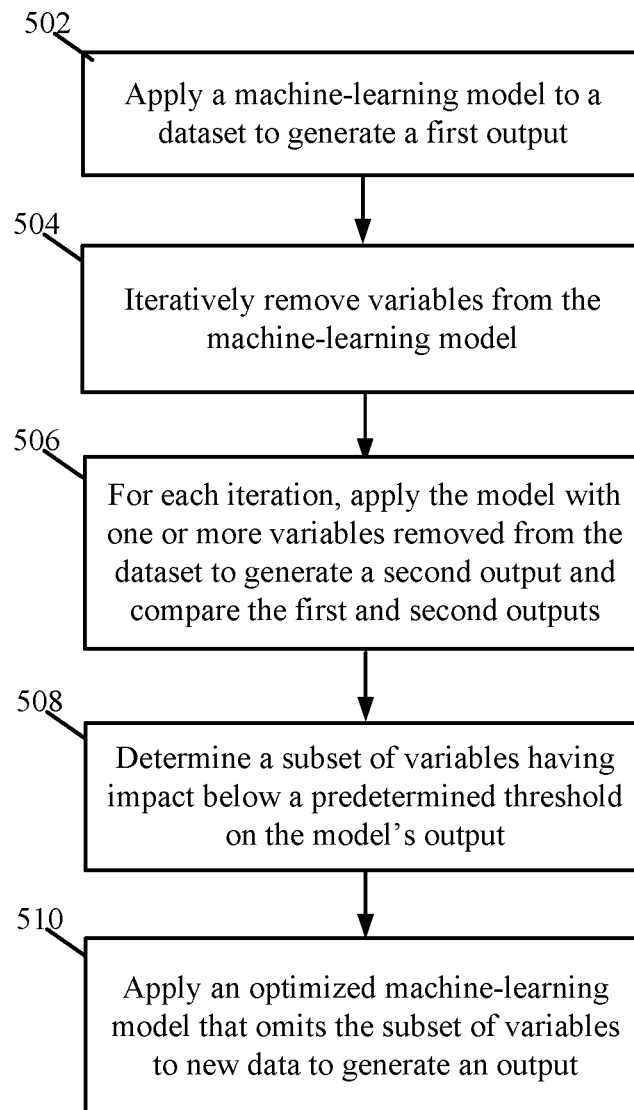 502
Apply a machine-learning model to a
dataset to generate a first output
504
Iteratively remove variables from the
machine-learning model
506
For each iteration, apply the model with
one or more variables removed from the
dataset to generate a second output and
compare the first and second outputs
508
Determine a subset of variables having
impact below a predetermined threshold
on the model’s output
510
Apply an optimized machine-learning
model that omits the subset of variables
to new data to generate an output